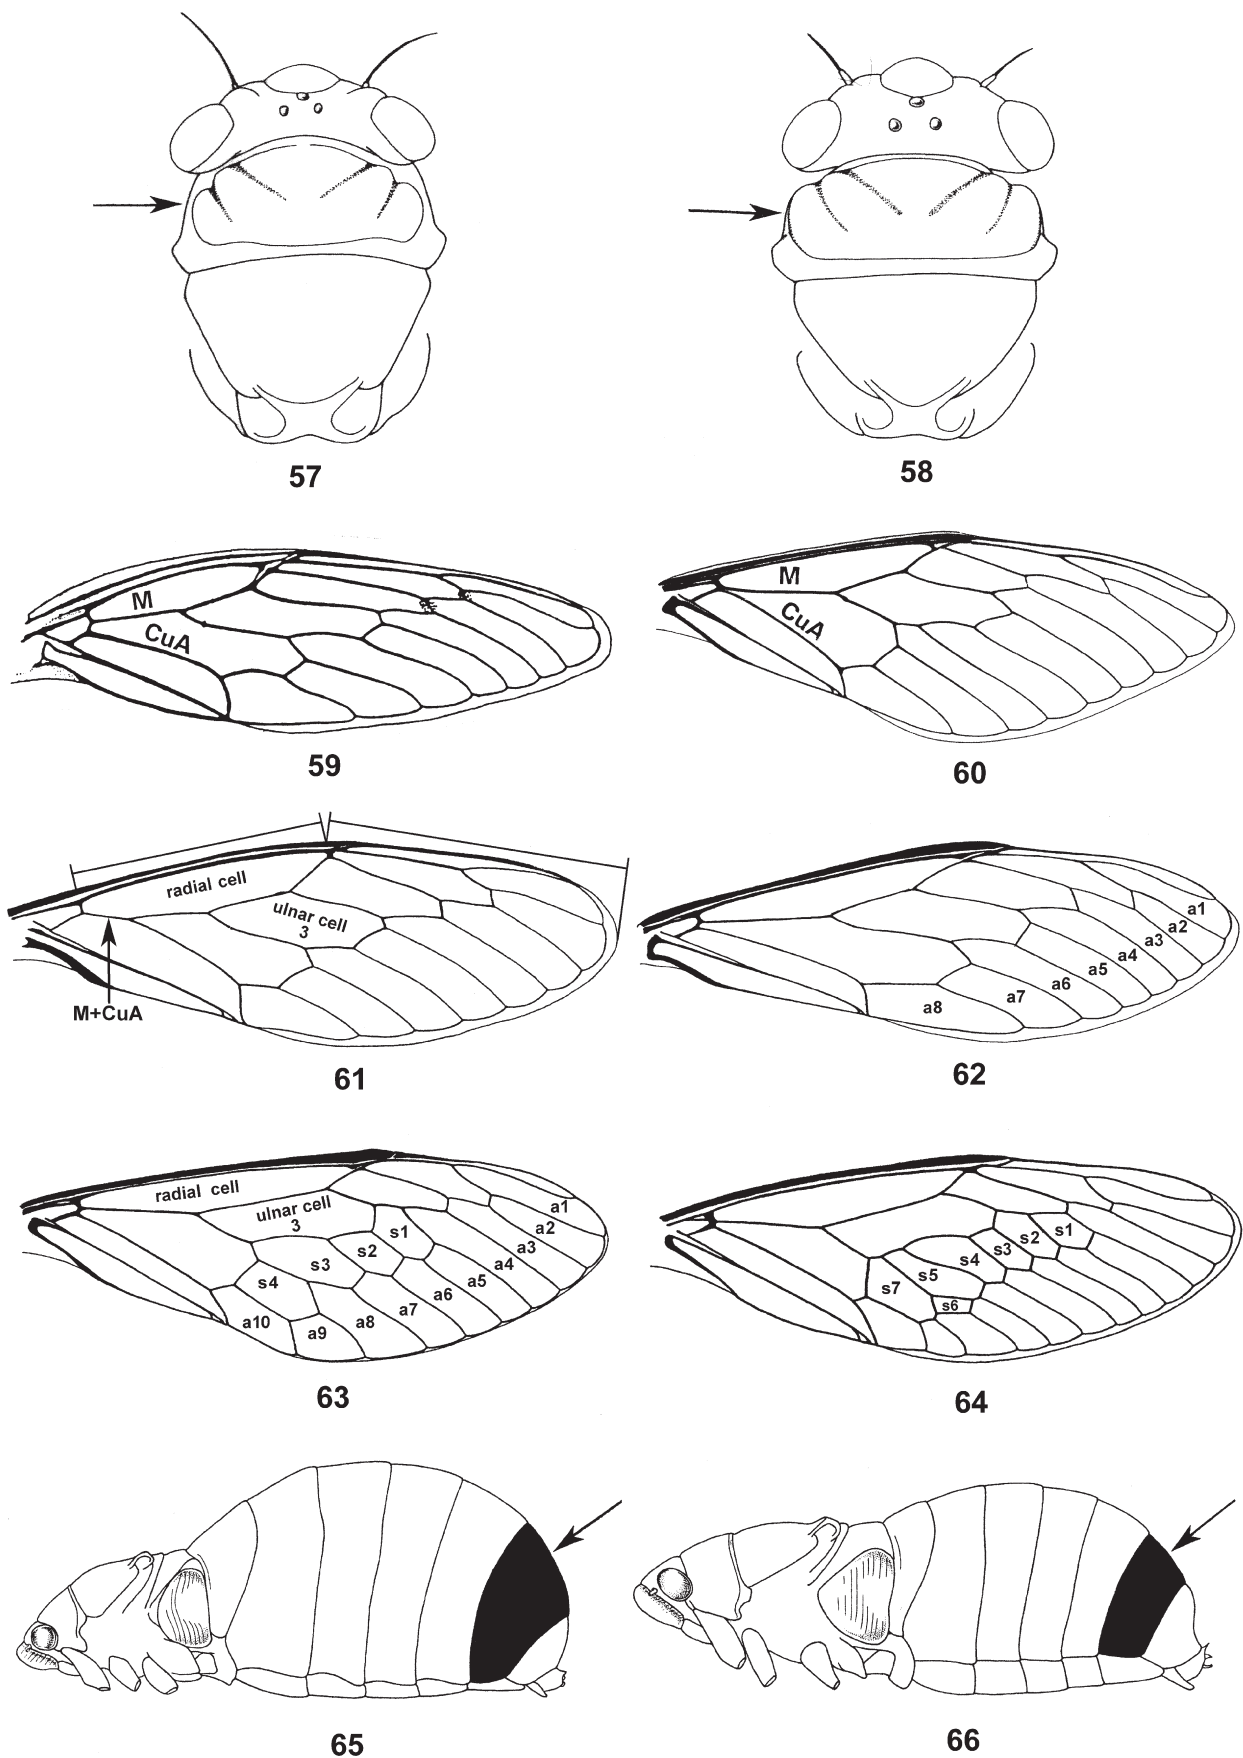 57
58
M
CuA
59
M
CuA
60
radial cell
ulnar cell
3
M+CuA
61
a1
a2
a3
a4
a5
a6
a7
a8
62
radial cell
ulnar cell
3
s1
s2
s3
s4
a1
a2
a3
a4
a5
a6
a7
a8
a9
a10
63
s1
s2
s3
s4
s5
s7
s6
64
65
66